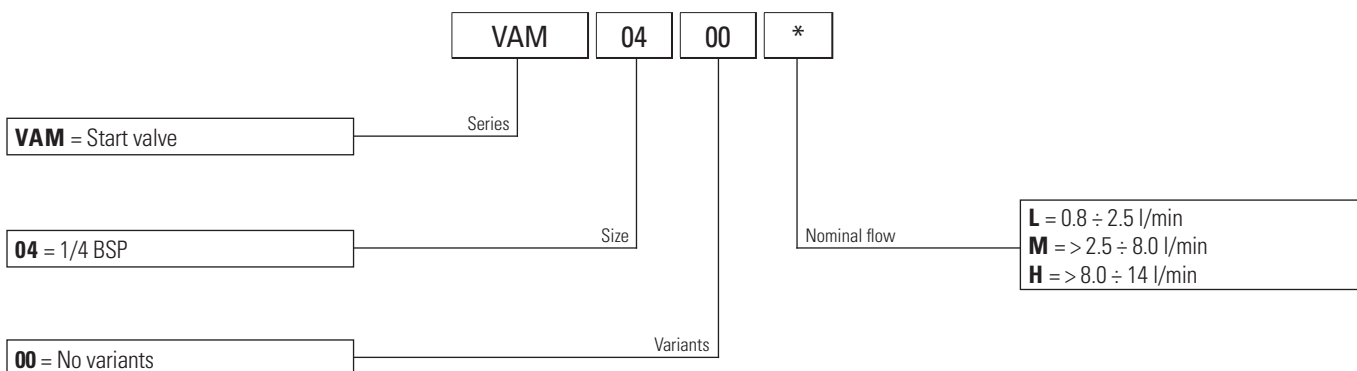 VAM 04 00 *
Series
VAM = Start valve
Size
04 = 1/4 BSP
Nominal flow
L = 0.8 ÷ 2.5 l/min
M = > 2.5 ÷ 8.0 l/min
H = > 8.0 ÷ 14 l/min
Variants
00 = No variants